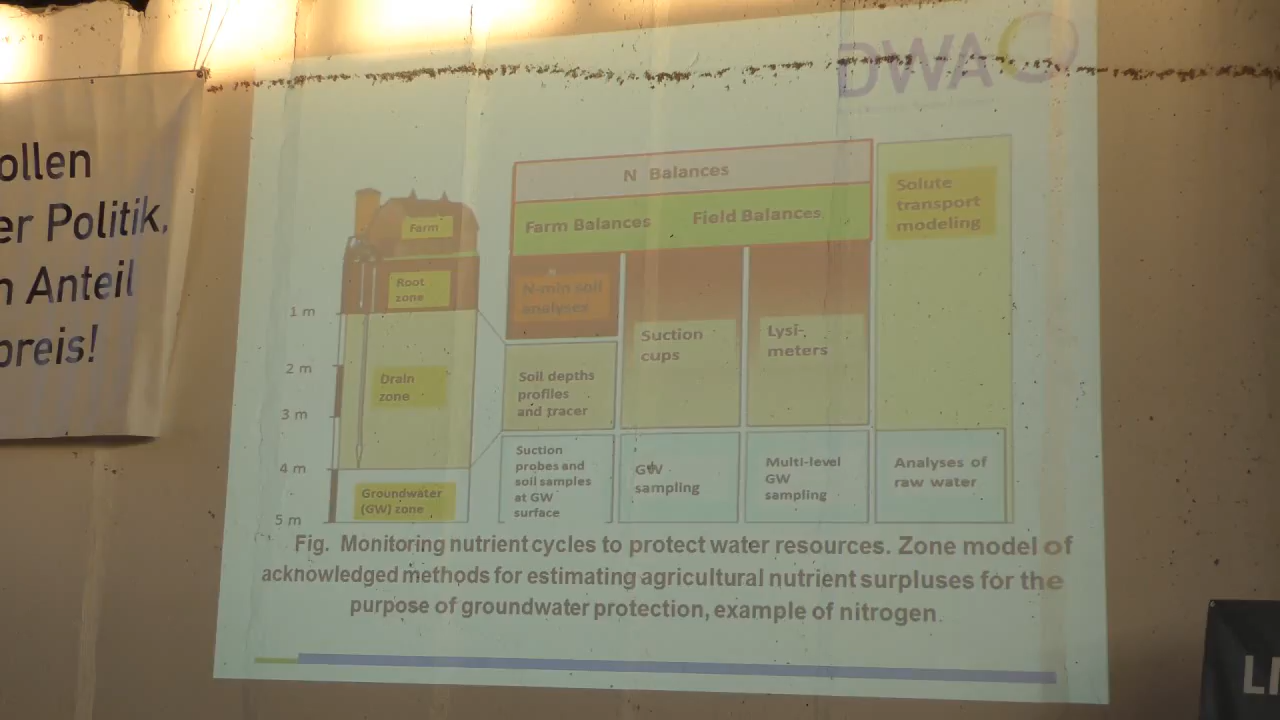 ollen
er Politik,
n Anteil
preis!
DWA
N Balances
Farm Balances
Field Balances
Solute
transport
modeling
Farm
Root
zone
N-min soil
analyses
1 m
Suction
cups
Lysi-
meters
2 m
Drain
zone
Soil depths
profiles
and tracer
3 m
4 m
Groundwater
(GW) zone
5 m
Suction
probes and
soil samples
at GW
surface
GW
sampling
Multi-level
GW
sampling
Analyses of
raw water
Fig. Monitoring nutrient cycles to protect water resources. Zone model of
acknowledged methods for estimating agricultural nutrient surpluses for the
purpose of groundwater protection, example of nitrogen.
LI